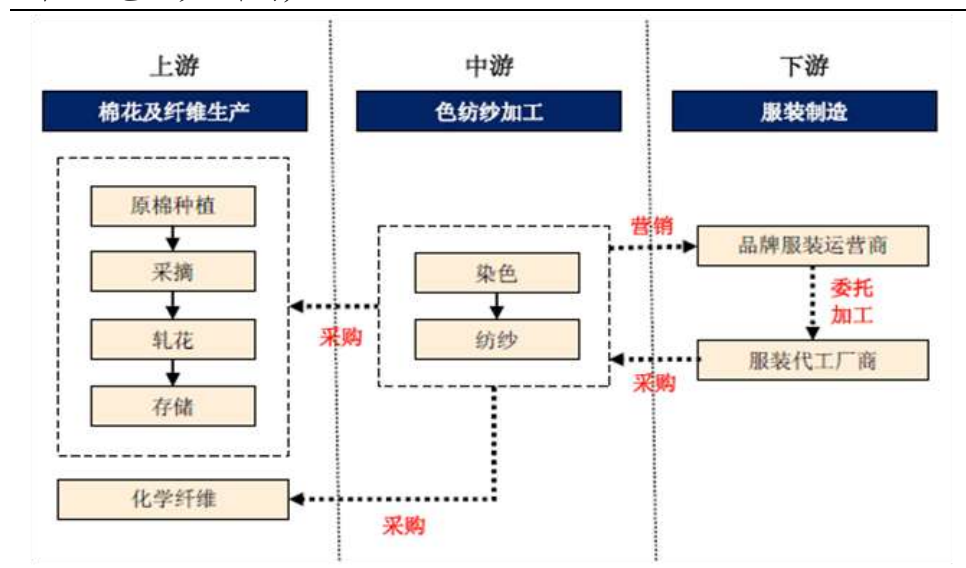 上游
中游
下游
棉花及纤维生产
色纺纱加工
服装制造
原棉种植
采摘
轧花
存储
化学纤维
采购
染色
纺纱
采购
营销
品牌服装运营商
委托
加工
服装代工厂商
采购